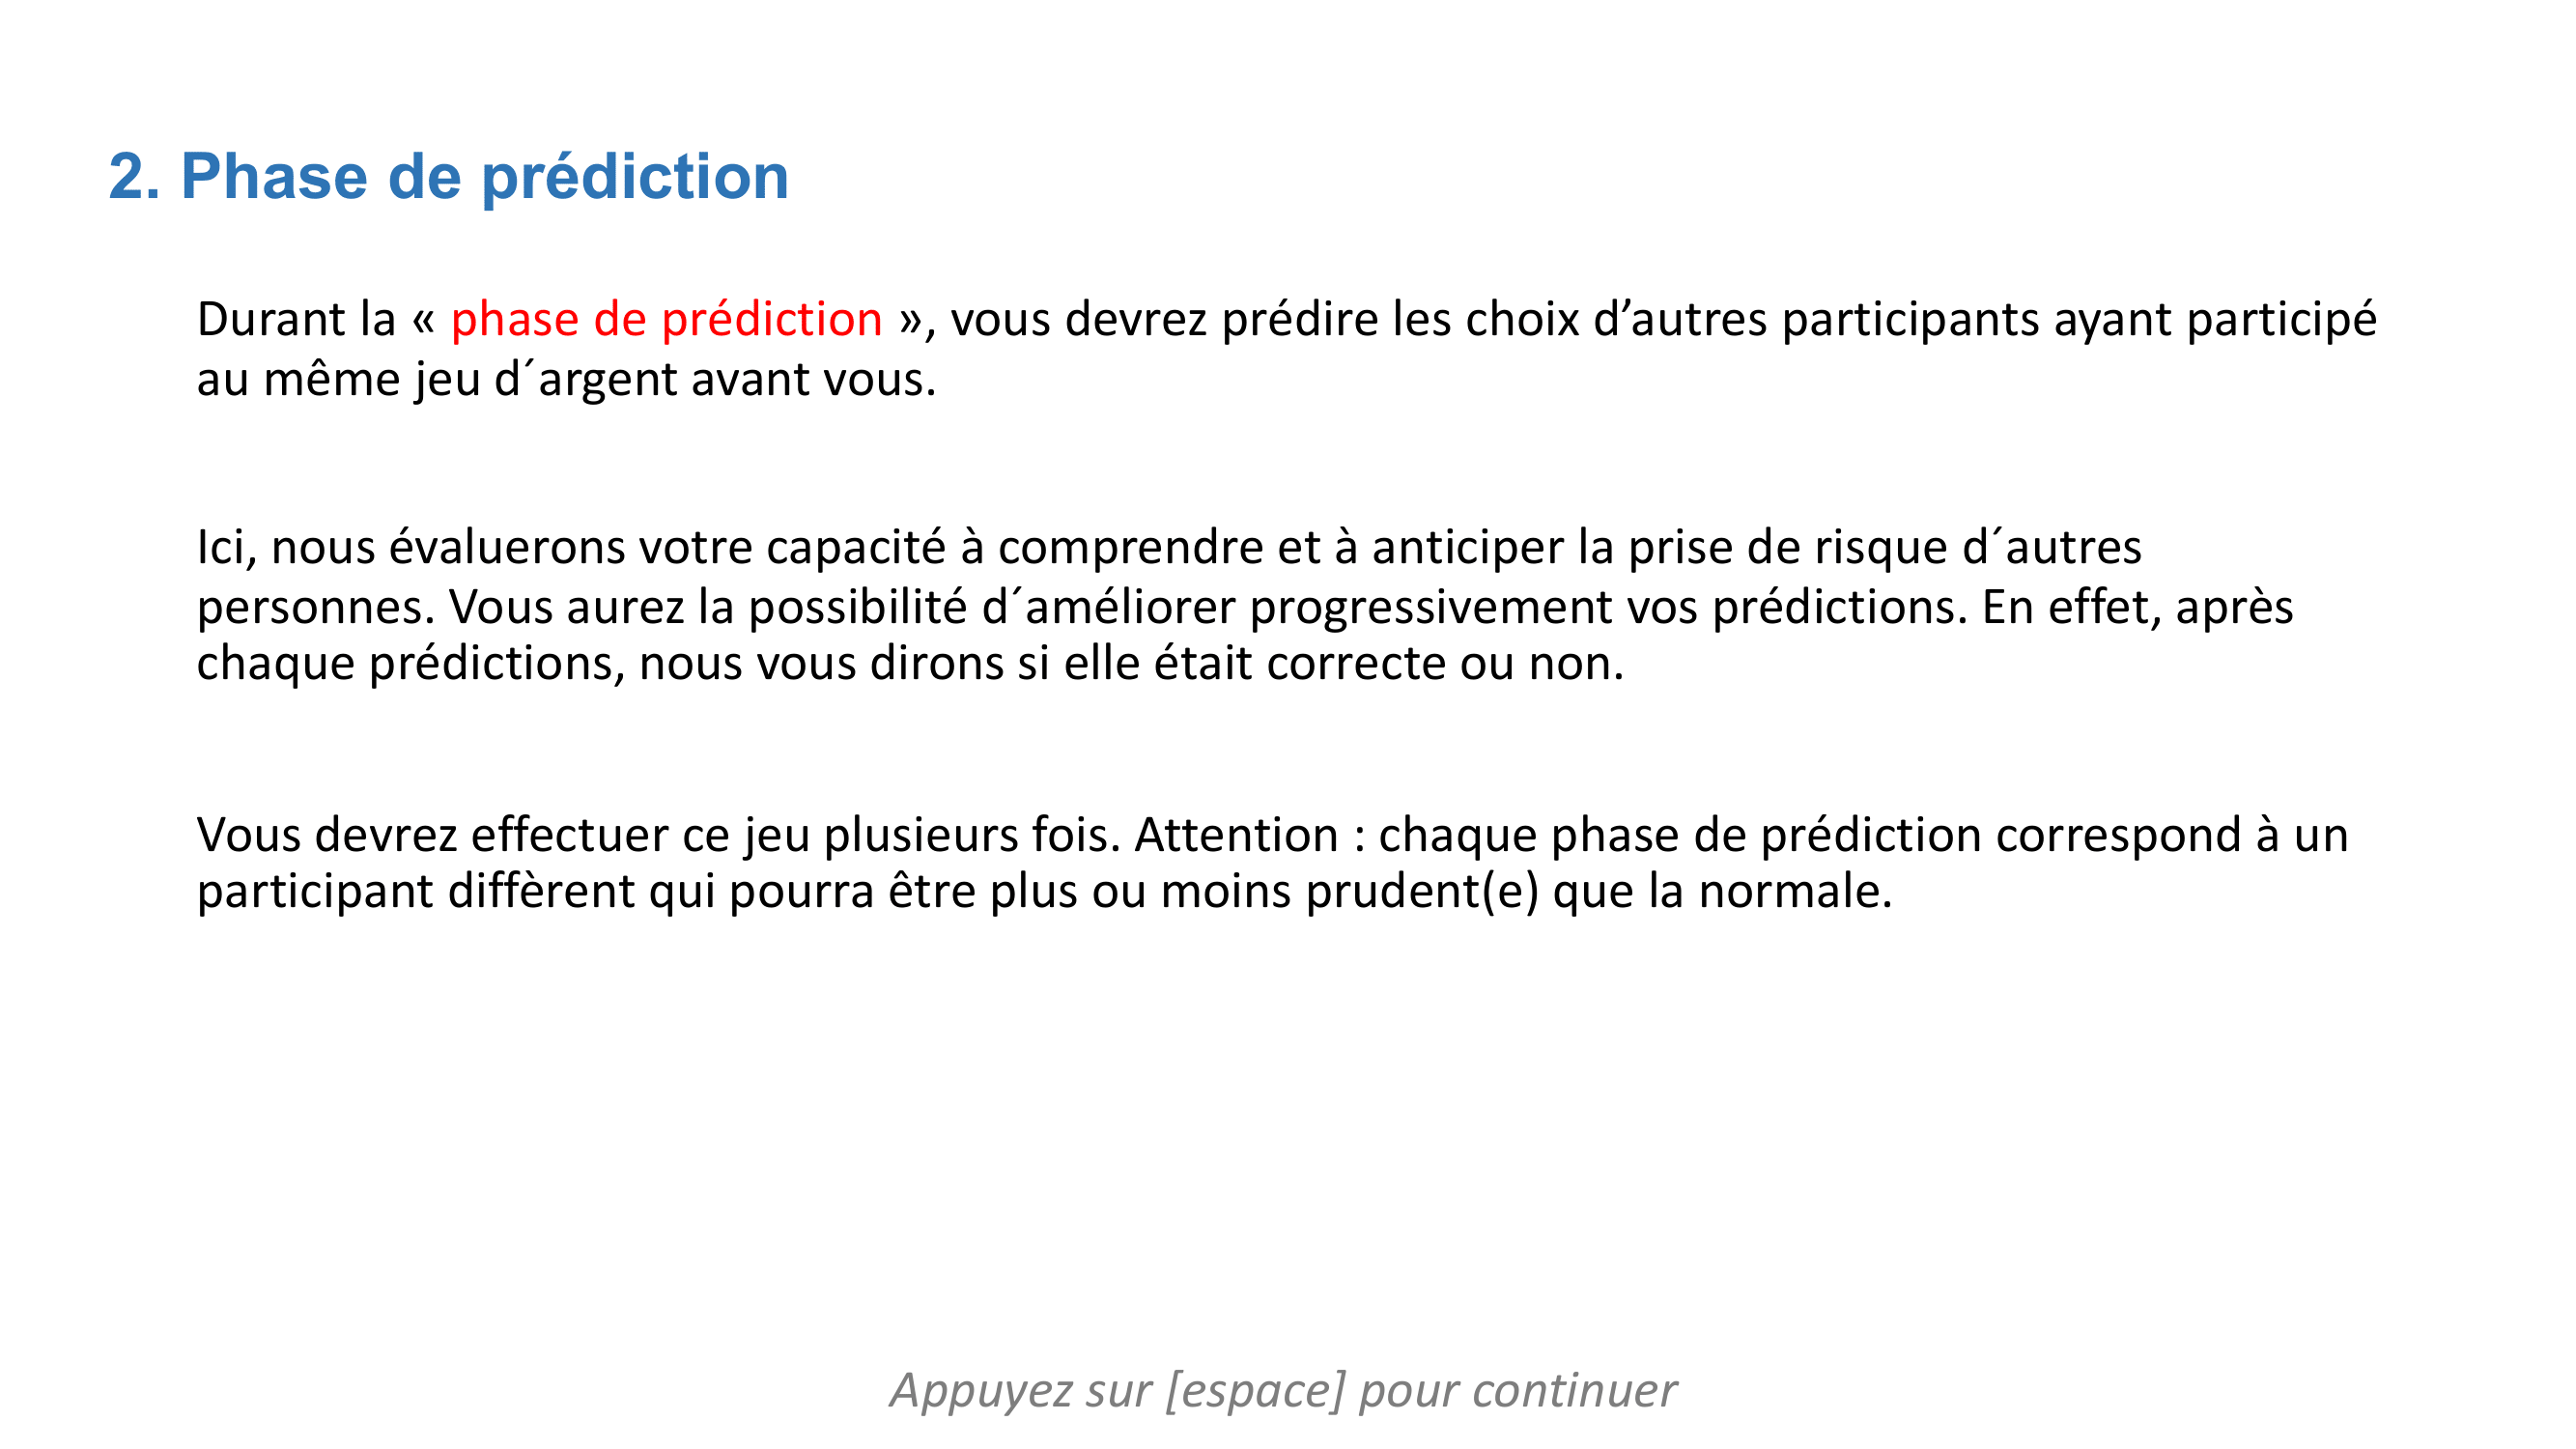 2. Phase de prédiction
Durant la « phase de prédiction », vous devrez prédire les choix d’autres participants ayant participé
au même jeu d´argent avant vous.
Ici, nous évaluerons votre capacité à comprendre et à anticiper la prise de risque d´autres
personnes. Vous aurez la possibilité d´améliorer progressivement vos prédictions. En effet, après
chaque prédictions, nous vous dirons si elle était correcte ou non.
Vous devrez effectuer ce jeu plusieurs fois. Attention : chaque phase de prédiction correspond à un
participant diffèrent qui pourra être plus ou moins prudent(e) que la normale.
Appuyez sur [espace] pour continuer